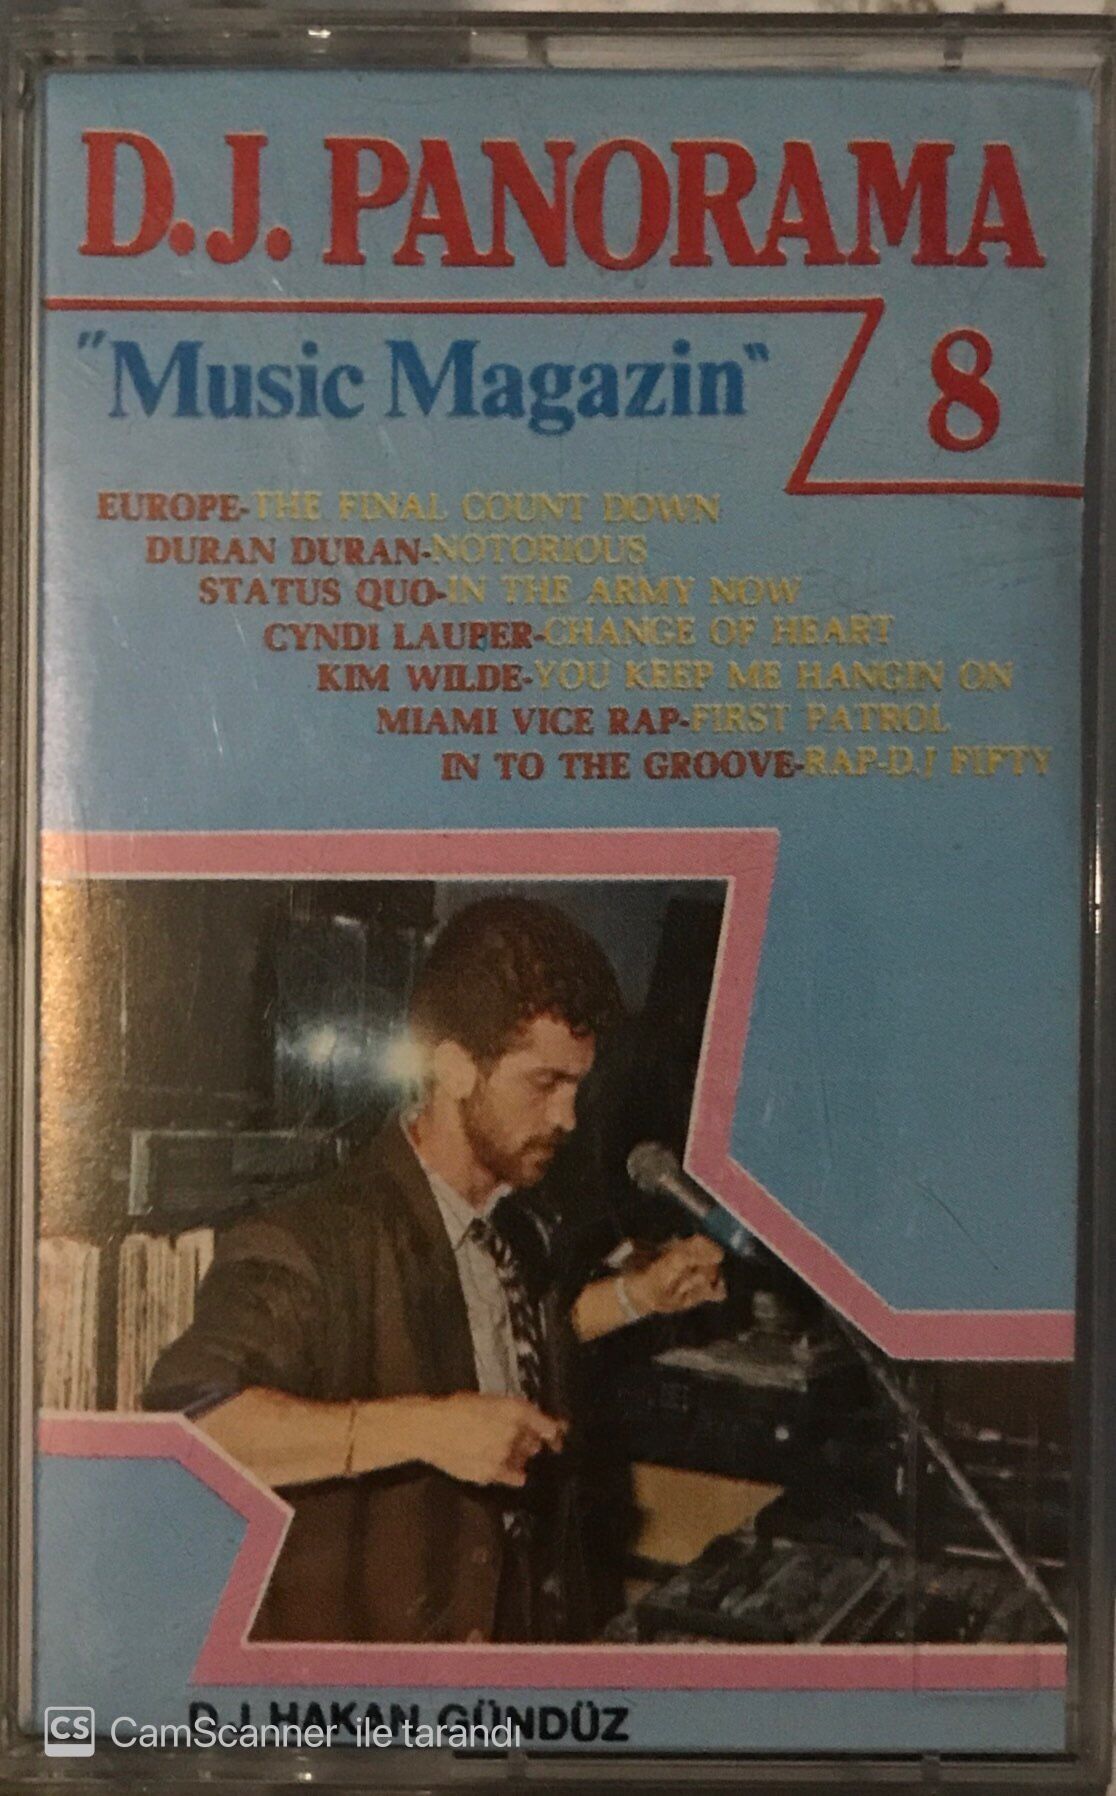 D.J. PANORAMA
"Music Magazin"
8
EUROPE-THE FINAL COUNT DOWN
DURAN DURAN-NOTORIOUS
STATUS QUO-IN THE ARMY NOW
CYNDI LAUPER-CHANGE OF HEART
KIM WILDE-YOU KEEP ME HANGIN ON
MIAMI VICE RAP-FIRST PATROL
IN TO THE GROOVE-RAP-D.J FIFTY
D.J.HAKAN GÜNDÜZ
CS CamScanner ile tarandı